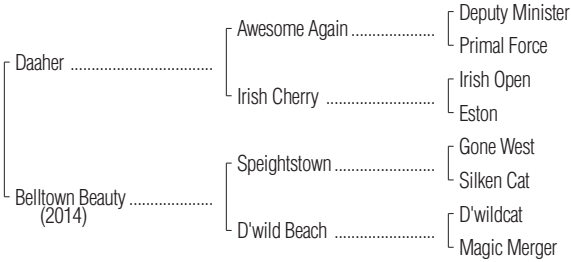 Deputy Minister
Awesome Again ....................
Primal Force
Daaher ..................................
Irish Open
Irish Cherry ..........................
Eston
Gone West
Speightstown ........................
Silken Cat
Belltown Beauty ....................
(2014)
D'wildcat
D'wild Beach ........................
Magic Merger